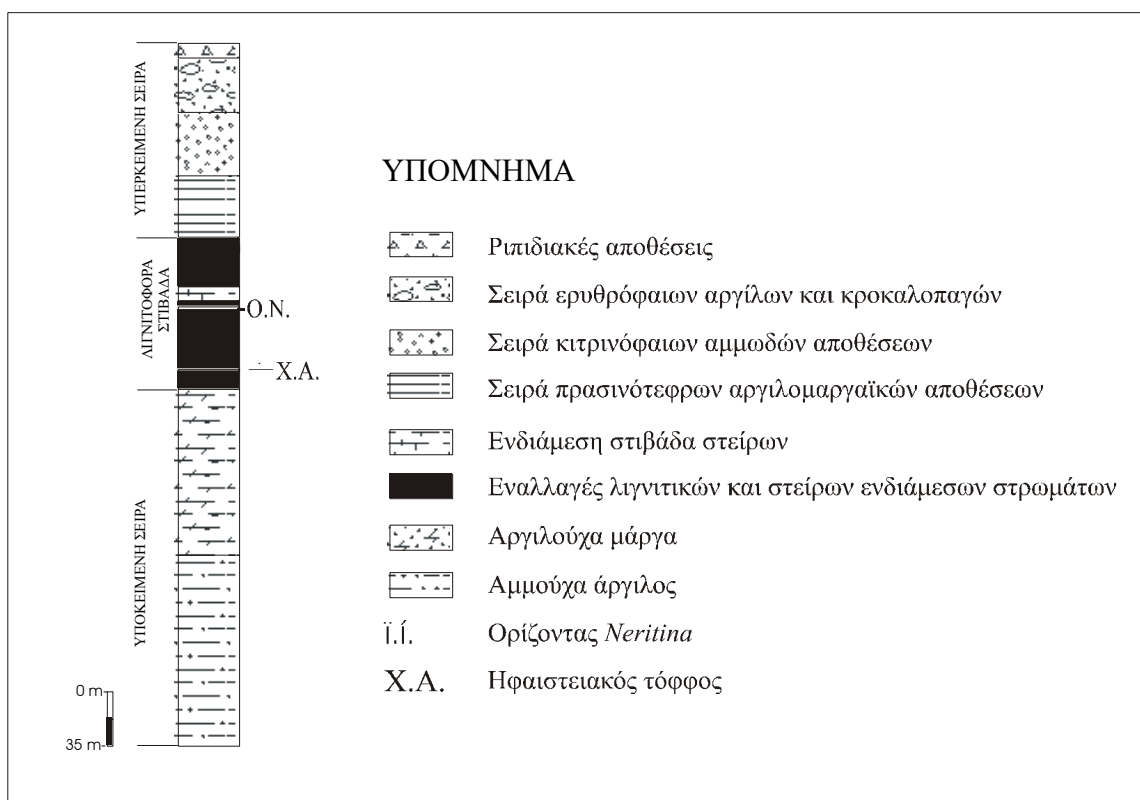 ΥΠΕΡΚΕΙΜΕΝΗ ΣΕΙΡΑ
ΛΙΓΝΙΤΟΦΟΡΑ
ΣΤΙΒΑΔΑ
ΥΠΟΚΕΙΜΕΝΗ ΣΕΙΡΑ
Ο.Ν.
Χ.Α.
0 m
35 m
ΥΠΟΜΝΗΜΑ
Ριπιδιακές αποθέσεις
Σειρά ερυθρόφαιων αργίλων και κροκαλοπαγών
Σειρά κιτρινόφαιων αμμωδών αποθέσεων
Σειρά πρασινότεφρων αργιλομαργαϊκών αποθέσεων
Ενδιάμεση στιβάδα στείρων
Εναλλαγές λιγνιτικών και στείρων ενδιάμεσων στρωμάτων
Αργιλούχα μάργα
Αμμούχα άργιλος
Ϊ.Ί. Ορίζοντας Neritina
Χ.Α. Ηφαιστειακός τόφφος